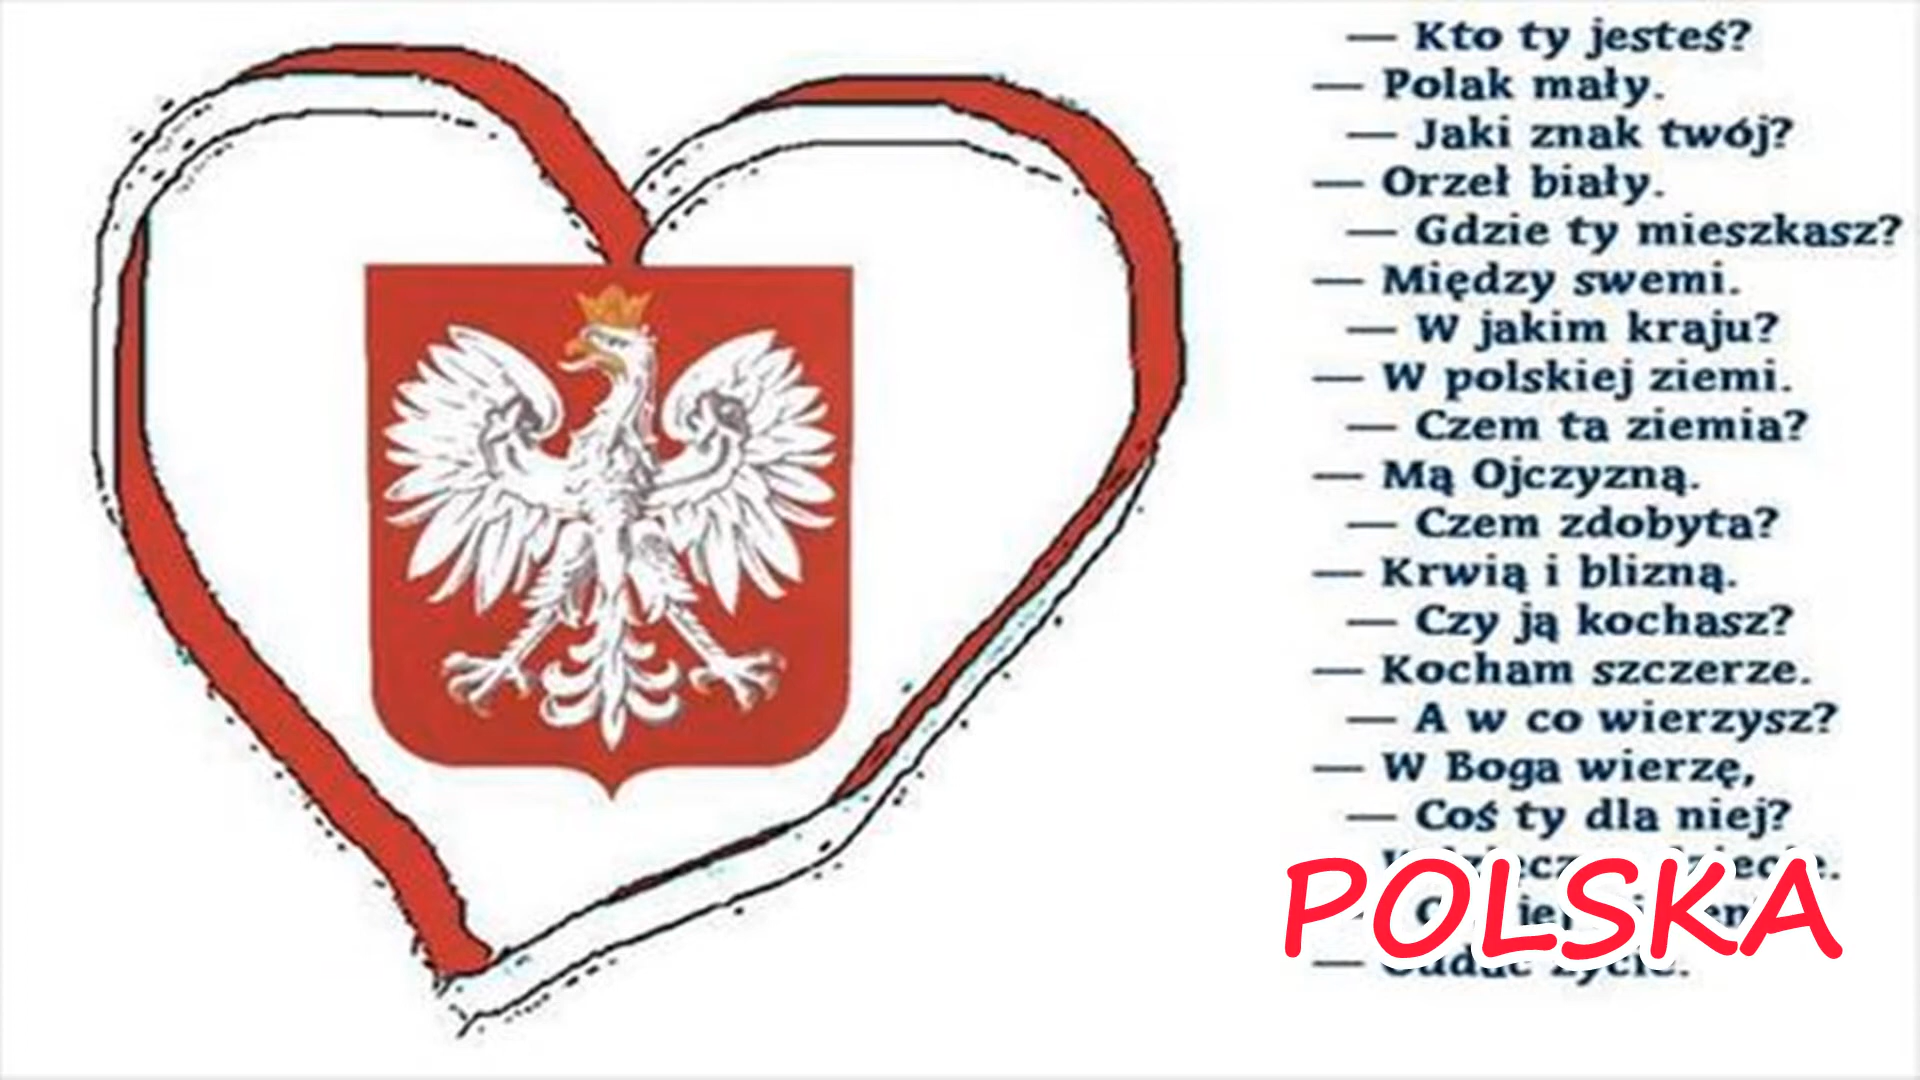 — Kto ty jesteś?
— Polak mały.
— Jaki znak twój?
— Orzeł biały.
— Gdzie ty mieszkasz?
— Między swemi.
— W jakim kraju?
— W polskiej ziemi.
— Czem ta ziemia?
— Mą Ojczyzną.
— Czem zdobyta?
— Krwią i blizną.
— Czy ją kochasz?
— Kocham szczerze.
— A w co wierzysz?
— W Boga wierzę,
— Coś ty dla niej?
POLSKA